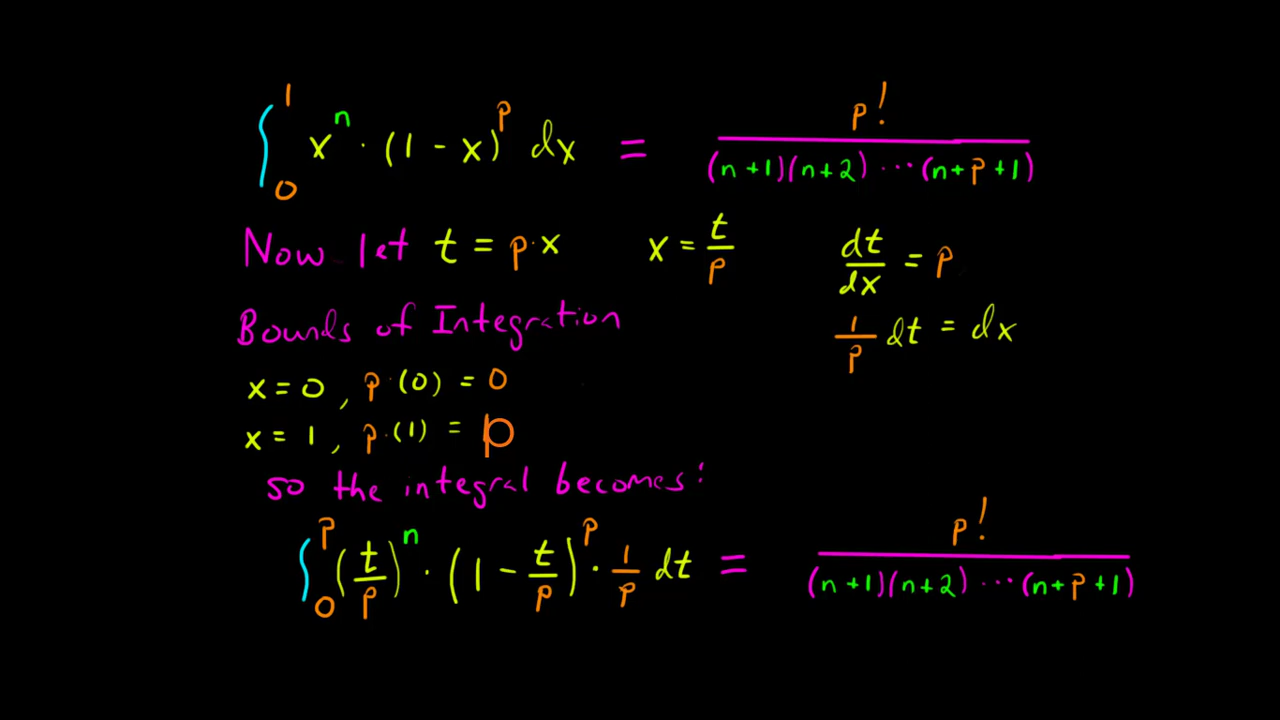 ∫₀¹ xⁿ · (1 - x)ᵖ dx = p! / (n+1)(n+2) ⋯ (n+p+1)
Now let t = p·x    x = t/p    dt/dx = p
Bounds of Integration    1/p dt = dx
x = 0, p·(0) = 0
x = 1, p·(1) = p
so the integral becomes:
∫₀ᵖ (t/p)ⁿ · (1 - t/p)ᵖ · 1/p dt = p! / (n+1)(n+2) ⋯ (n+p+1)